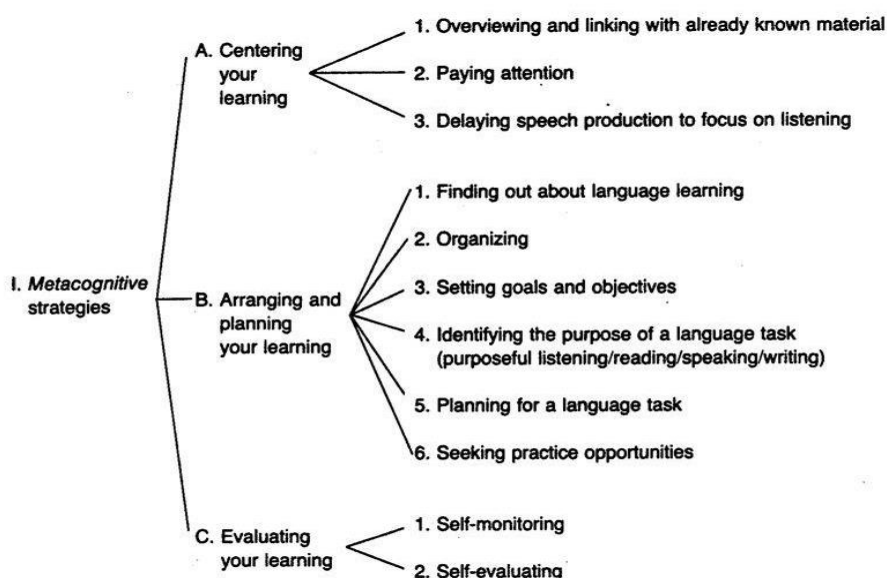 1. Overviewing and linking with already known material
A. Centering
your
learning
2. Paying attention
3. Delaying speech production to focus on listening
1. Finding out about language learning
2. Organizing
I. Metacognitive
strategies
B. Arranging and
planning
your learning
3. Setting goals and objectives
4. Identifying the purpose of a language task
(purposeful listening/reading/speaking/writing)
5. Planning for a language task
6. Seeking practice opportunities
C. Evaluating
your learning
1. Self-monitoring
2. Self-evaluating